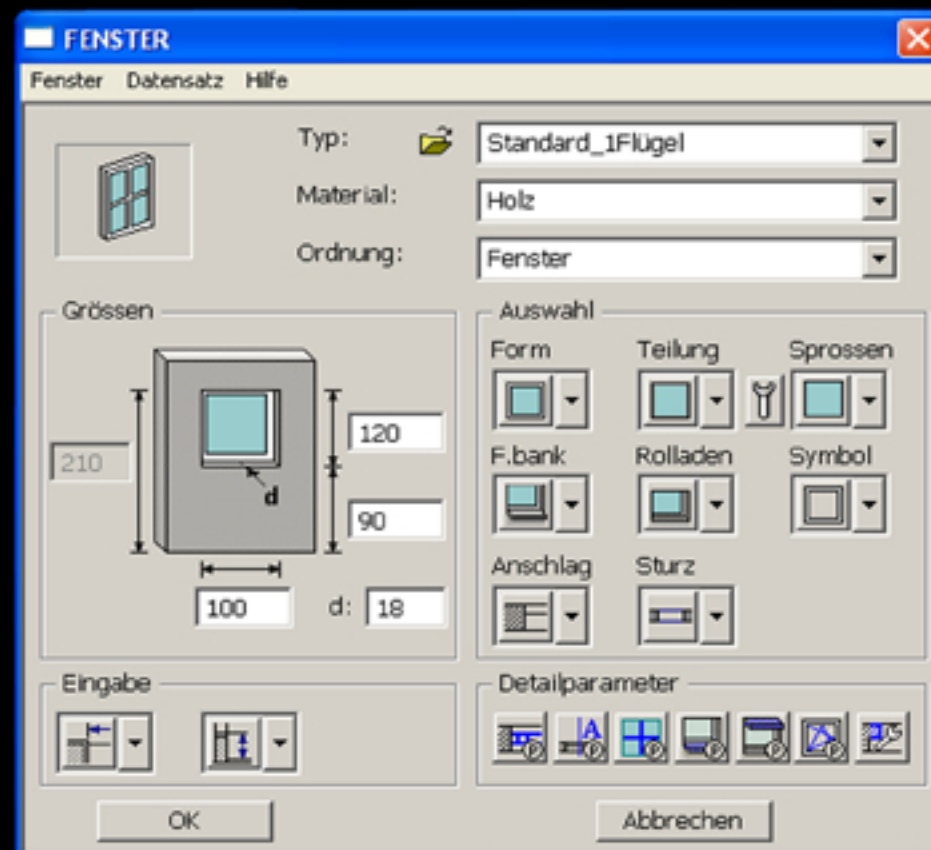 FENSTER
Fenster Datensatz Hilfe
Typ: Standard_1Flügel
Material: Holz
Ordnung: Fenster
Grössen
210
120
90
d
100 d: 18
Auswahl
Form Teilung Sprossen
F.bank Rolladen Symbol
Anschlag Sturz
Eingabe
Detailparameter
A
P P P P P P
OK Abbrechen